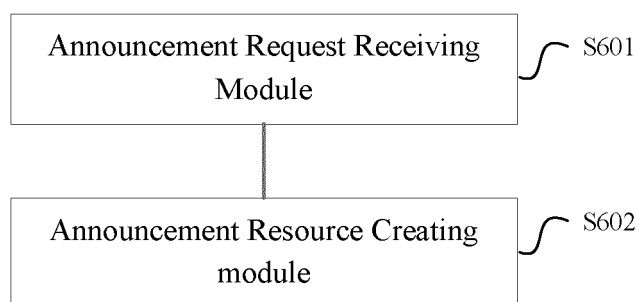 Announcement Request Receiving
Module
S601
Announcement Resource Creating
module
S602